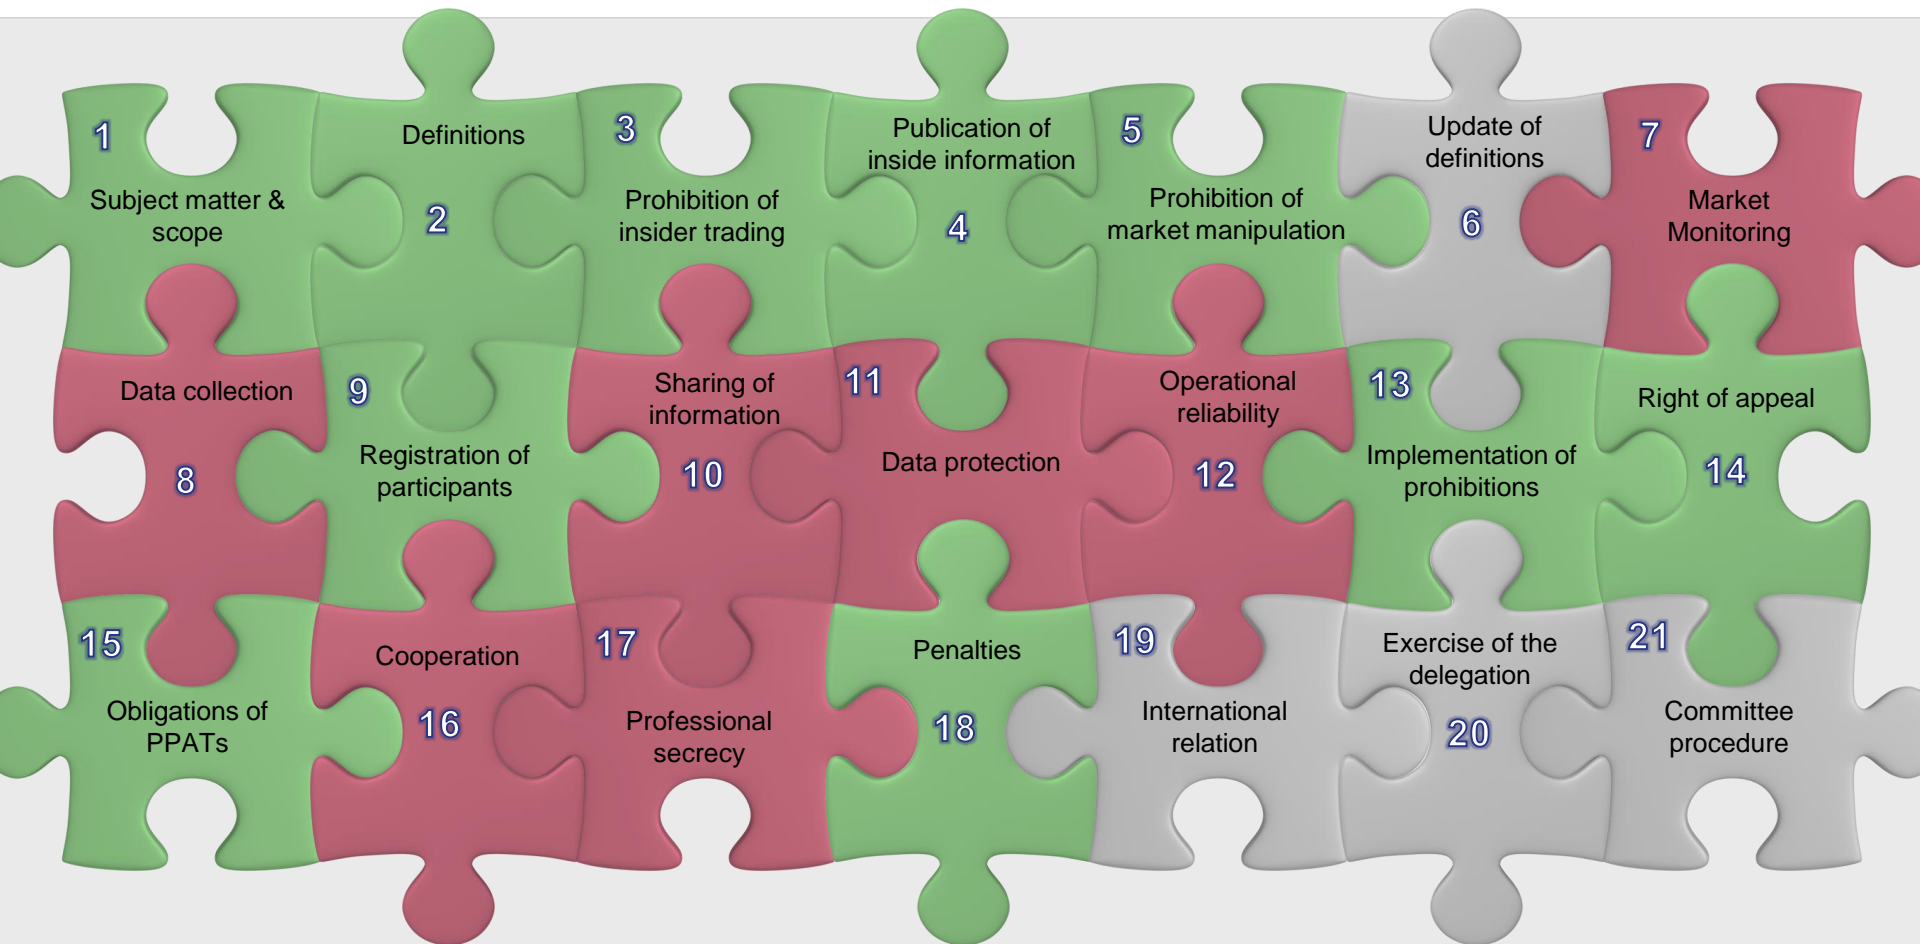 1
Subject matter &
scope
Definitions
2
3
Prohibition of
insider trading
Publication of
inside information
4
5
Prohibition of
market manipulation
Update of
definitions
6
7
Market
Monitoring
Data collection
8
9
Registration of
participants
Sharing of
information
10
11
Data protection
Operational
reliability
12
13
Implementation of
prohibitions
Right of appeal
14
15
Obligations of
PPATs
Cooperation
16
17
Professional
secrecy
Penalties
18
19
International
relation
Exercise of the
delegation
20
21
Committee
procedure